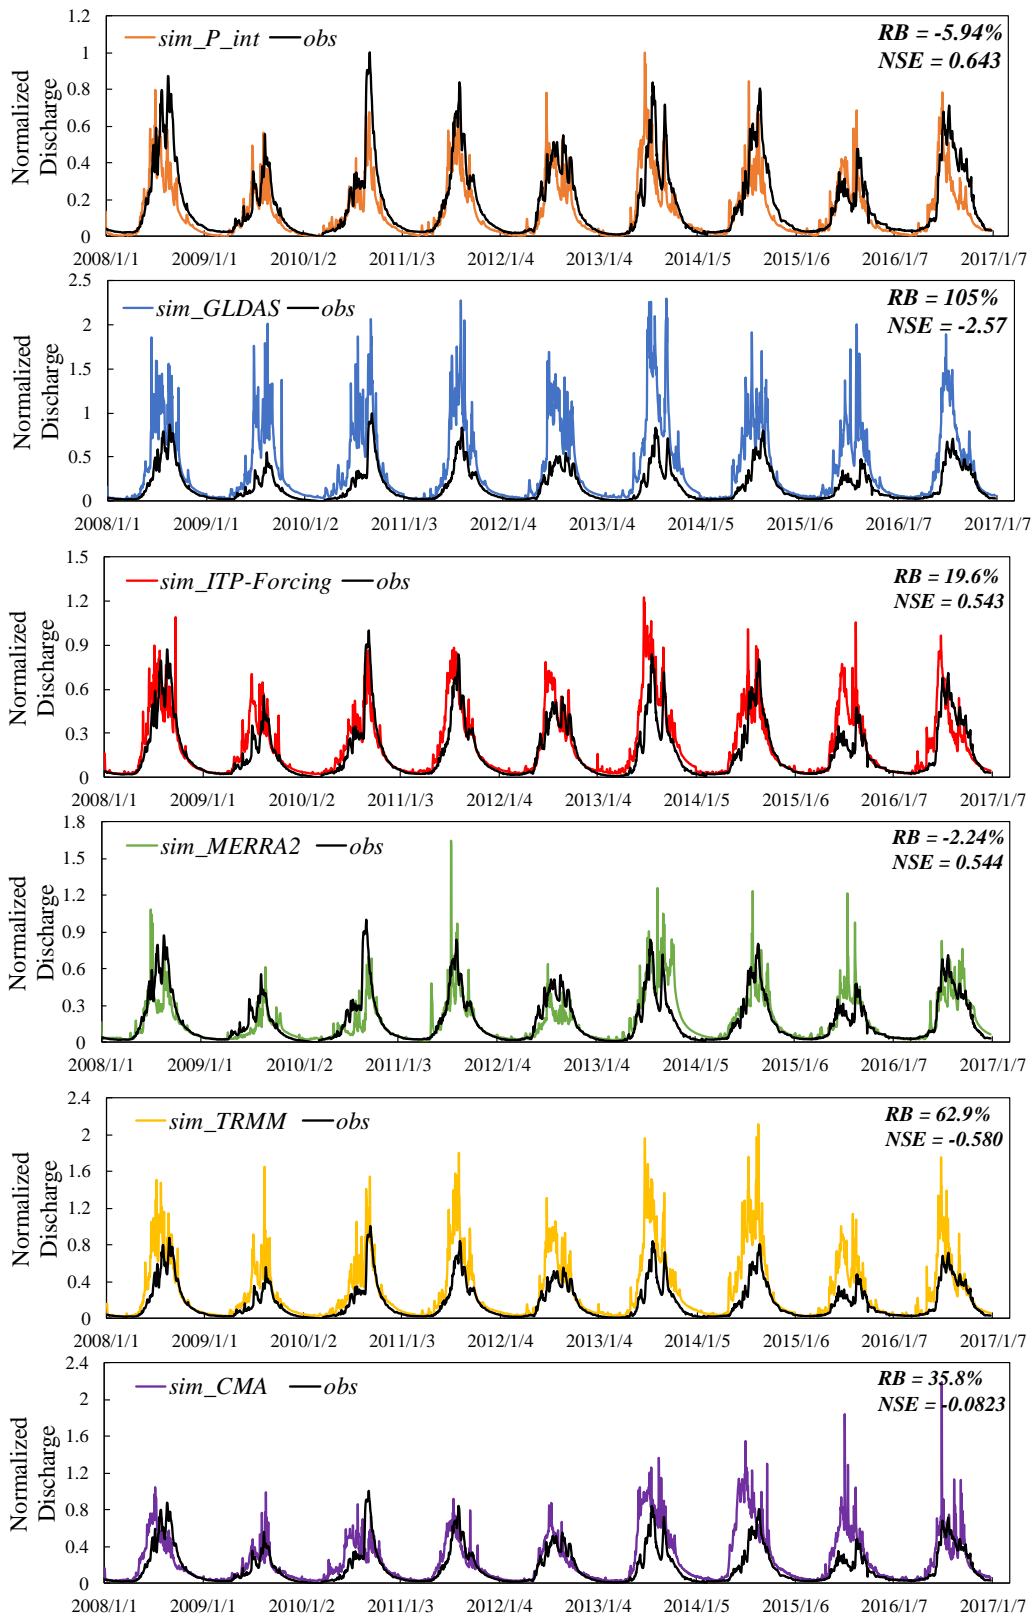 1.2
1
0.8
0.6
0.4
0.2
0
Normalized
Discharge
sim_P_int obs
RB = -5.94%
NSE = 0.643
2008/1/1 2009/1/1 2010/1/2 2011/1/3 2012/1/4 2013/1/4 2014/1/5 2015/1/6 2016/1/7 2017/1/7
2.5
2
1.5
1
0.5
0
Normalized
Discharge
sim_GLDAS obs
RB = 105%
NSE = -2.57
2008/1/1 2009/1/1 2010/1/2 2011/1/3 2012/1/4 2013/1/4 2014/1/5 2015/1/6 2016/1/7 2017/1/7
1.5
1.2
0.9
0.6
0.3
0
Normalized
Discharge
sim_ITP-Forcing obs
RB = 19.6%
NSE = 0.543
2008/1/1 2009/1/1 2010/1/2 2011/1/3 2012/1/4 2013/1/4 2014/1/5 2015/1/6 2016/1/7 2017/1/7
1.8
1.5
1.2
0.9
0.6
0.3
0
Normalized
Discharge
sim_MERRA2 obs
RB = -2.24%
NSE = 0.544
2008/1/1 2009/1/1 2010/1/2 2011/1/3 2012/1/4 2013/1/4 2014/1/5 2015/1/6 2016/1/7 2017/1/7
2.4
2
1.6
1.2
0.8
0.4
0
Normalized
Discharge
sim_TRMM obs
RB = 62.9%
NSE = -0.580
2008/1/1 2009/1/1 2010/1/2 2011/1/3 2012/1/4 2013/1/4 2014/1/5 2015/1/6 2016/1/7 2017/1/7
2.4
2
1.6
1.2
0.8
0.4
0
Normalized
Discharge
sim_CMA obs
RB = 35.8%
NSE = -0.0823
2008/1/1 2009/1/1 2010/1/2 2011/1/3 2012/1/4 2013/1/4 2014/1/5 2015/1/6 2016/1/7 2017/1/7